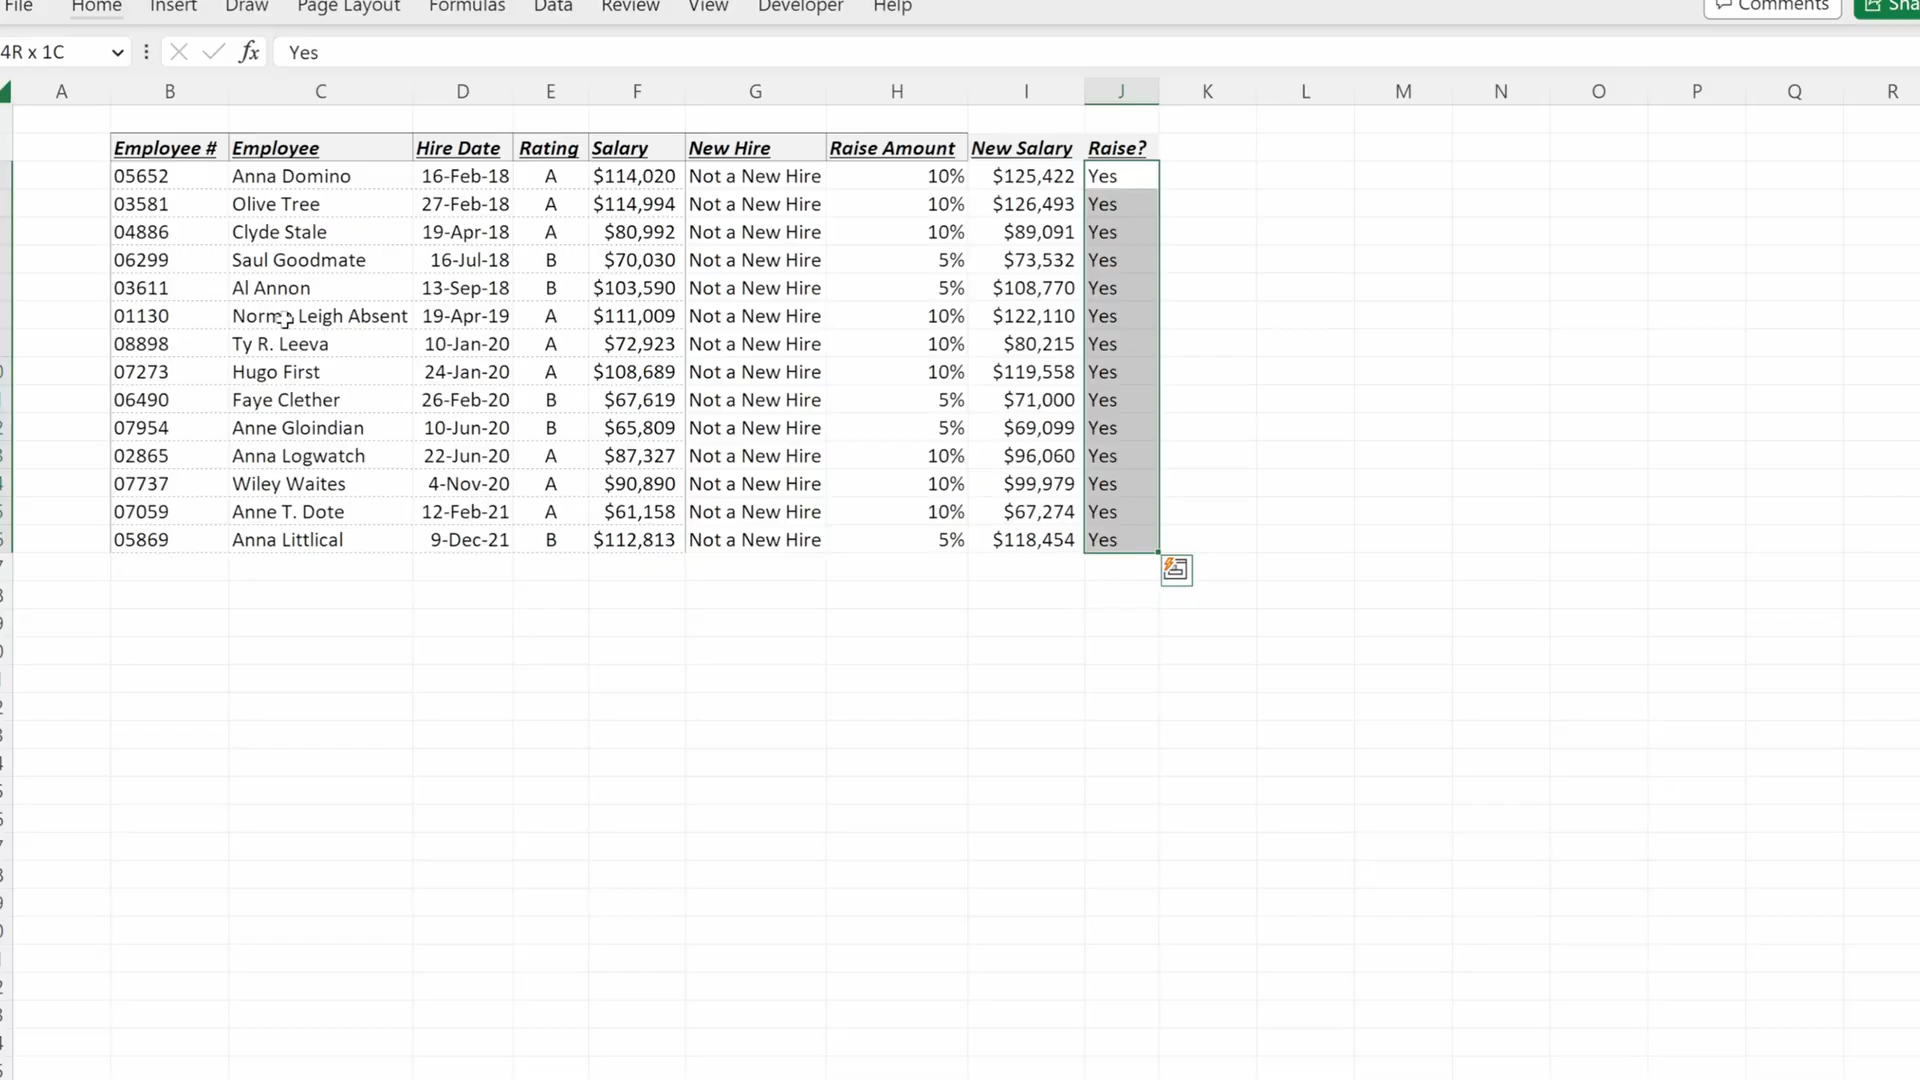 File Home Insert Draw Page Layout Formulas Data Review View Developer Help Comments
4R x 1C fx Yes
A B C D E F G H I J K L M N O P Q R
Employee # Employee Hire Date Rating Salary New Hire Raise Amount New Salary Raise?
05652 Anna Domino 16-Feb-18 A $114,020 Not a New Hire 10% $125,422 Yes
03581 Olive Tree 27-Feb-18 A $114,994 Not a New Hire 10% $126,493 Yes
04886 Clyde Stale 19-Apr-18 A $80,992 Not a New Hire 10% $89,091 Yes
06299 Saul Goodmate 16-Jul-18 B $70,030 Not a New Hire 5% $73,532 Yes
03611 Al Annon 13-Sep-18 B $103,590 Not a New Hire 5% $108,770 Yes
01130 Norma Leigh Absent 19-Apr-19 A $111,009 Not a New Hire 10% $122,110 Yes
08898 Ty R. Leeva 10-Jan-20 A $72,923 Not a New Hire 10% $80,215 Yes
07273 Hugo First 24-Jan-20 A $108,689 Not a New Hire 10% $119,558 Yes
06490 Faye Clether 26-Feb-20 B $67,619 Not a New Hire 5% $71,000 Yes
07954 Anne Gloindian 10-Jun-20 B $65,809 Not a New Hire 5% $69,099 Yes
02865 Anna Logwatch 22-Jun-20 A $87,327 Not a New Hire 10% $96,060 Yes
07737 Wiley Waites 4-Nov-20 A $90,890 Not a New Hire 10% $99,979 Yes
07059 Anne T. Dote 12-Feb-21 A $61,158 Not a New Hire 10% $67,274 Yes
05869 Anna Littlical 9-Dec-21 B $112,813 Not a New Hire 5% $118,454 Yes